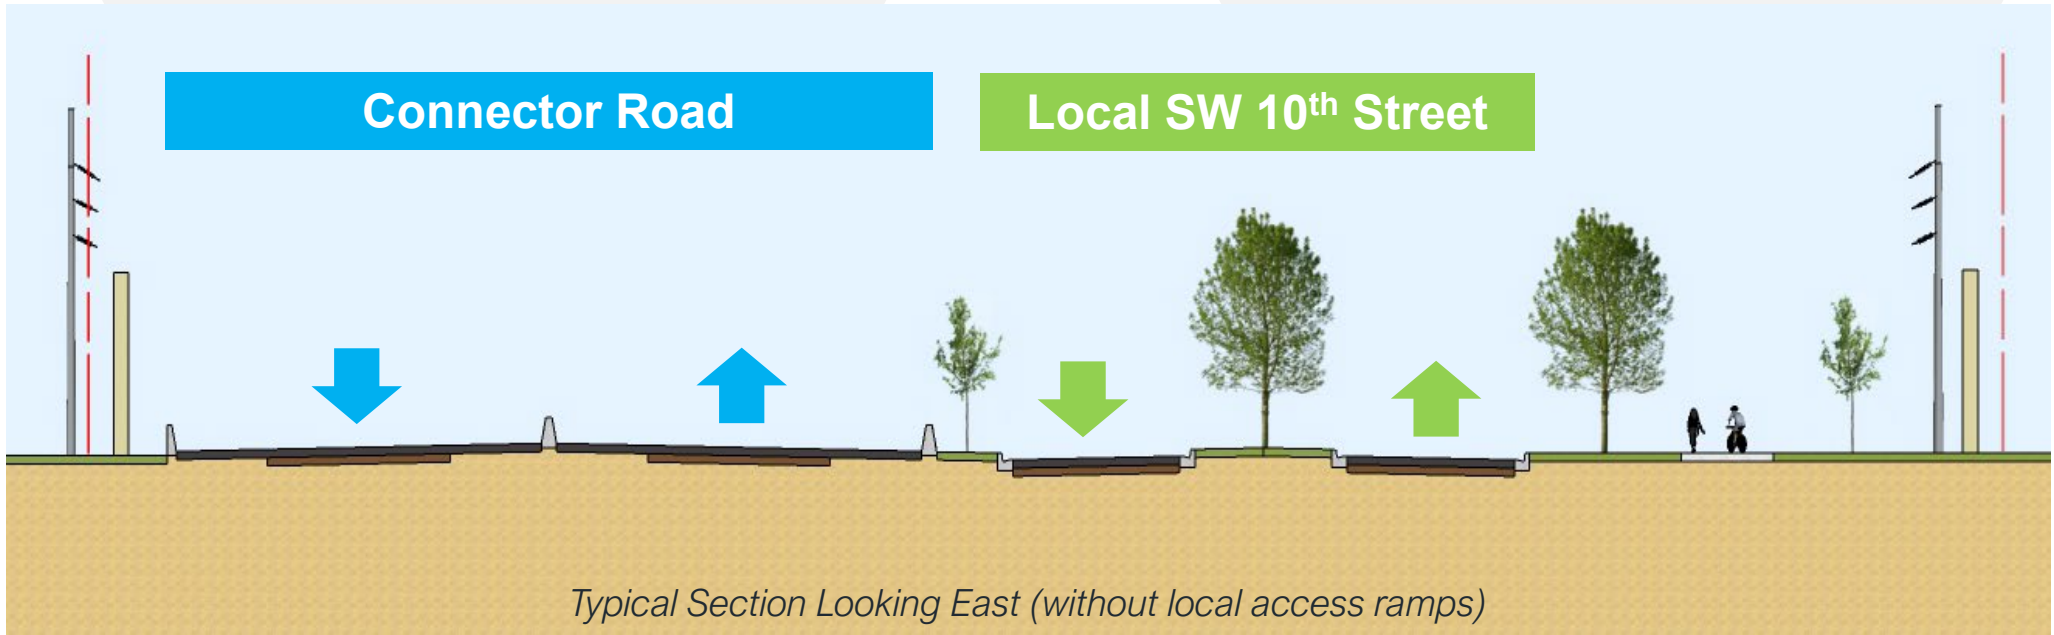 Connector Road
Local SW 10th Street
Typical Section Looking East (without local access ramps)